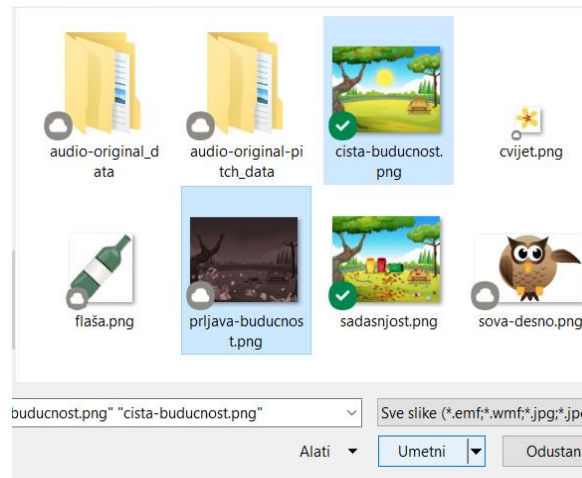 audio-original_d
ata
audio-original-pi
tch_data
cista-buducnost.
png
cvijet.png
flaša.png
prljava-buducnos
t.png
sadasnjost.png
sova-desno.png
buducnost.png" "cista-buducnost.png"
Sve slike (*.emf;*.wmf;*.jpg;*.jpe
Alati
Umetni
Odustan